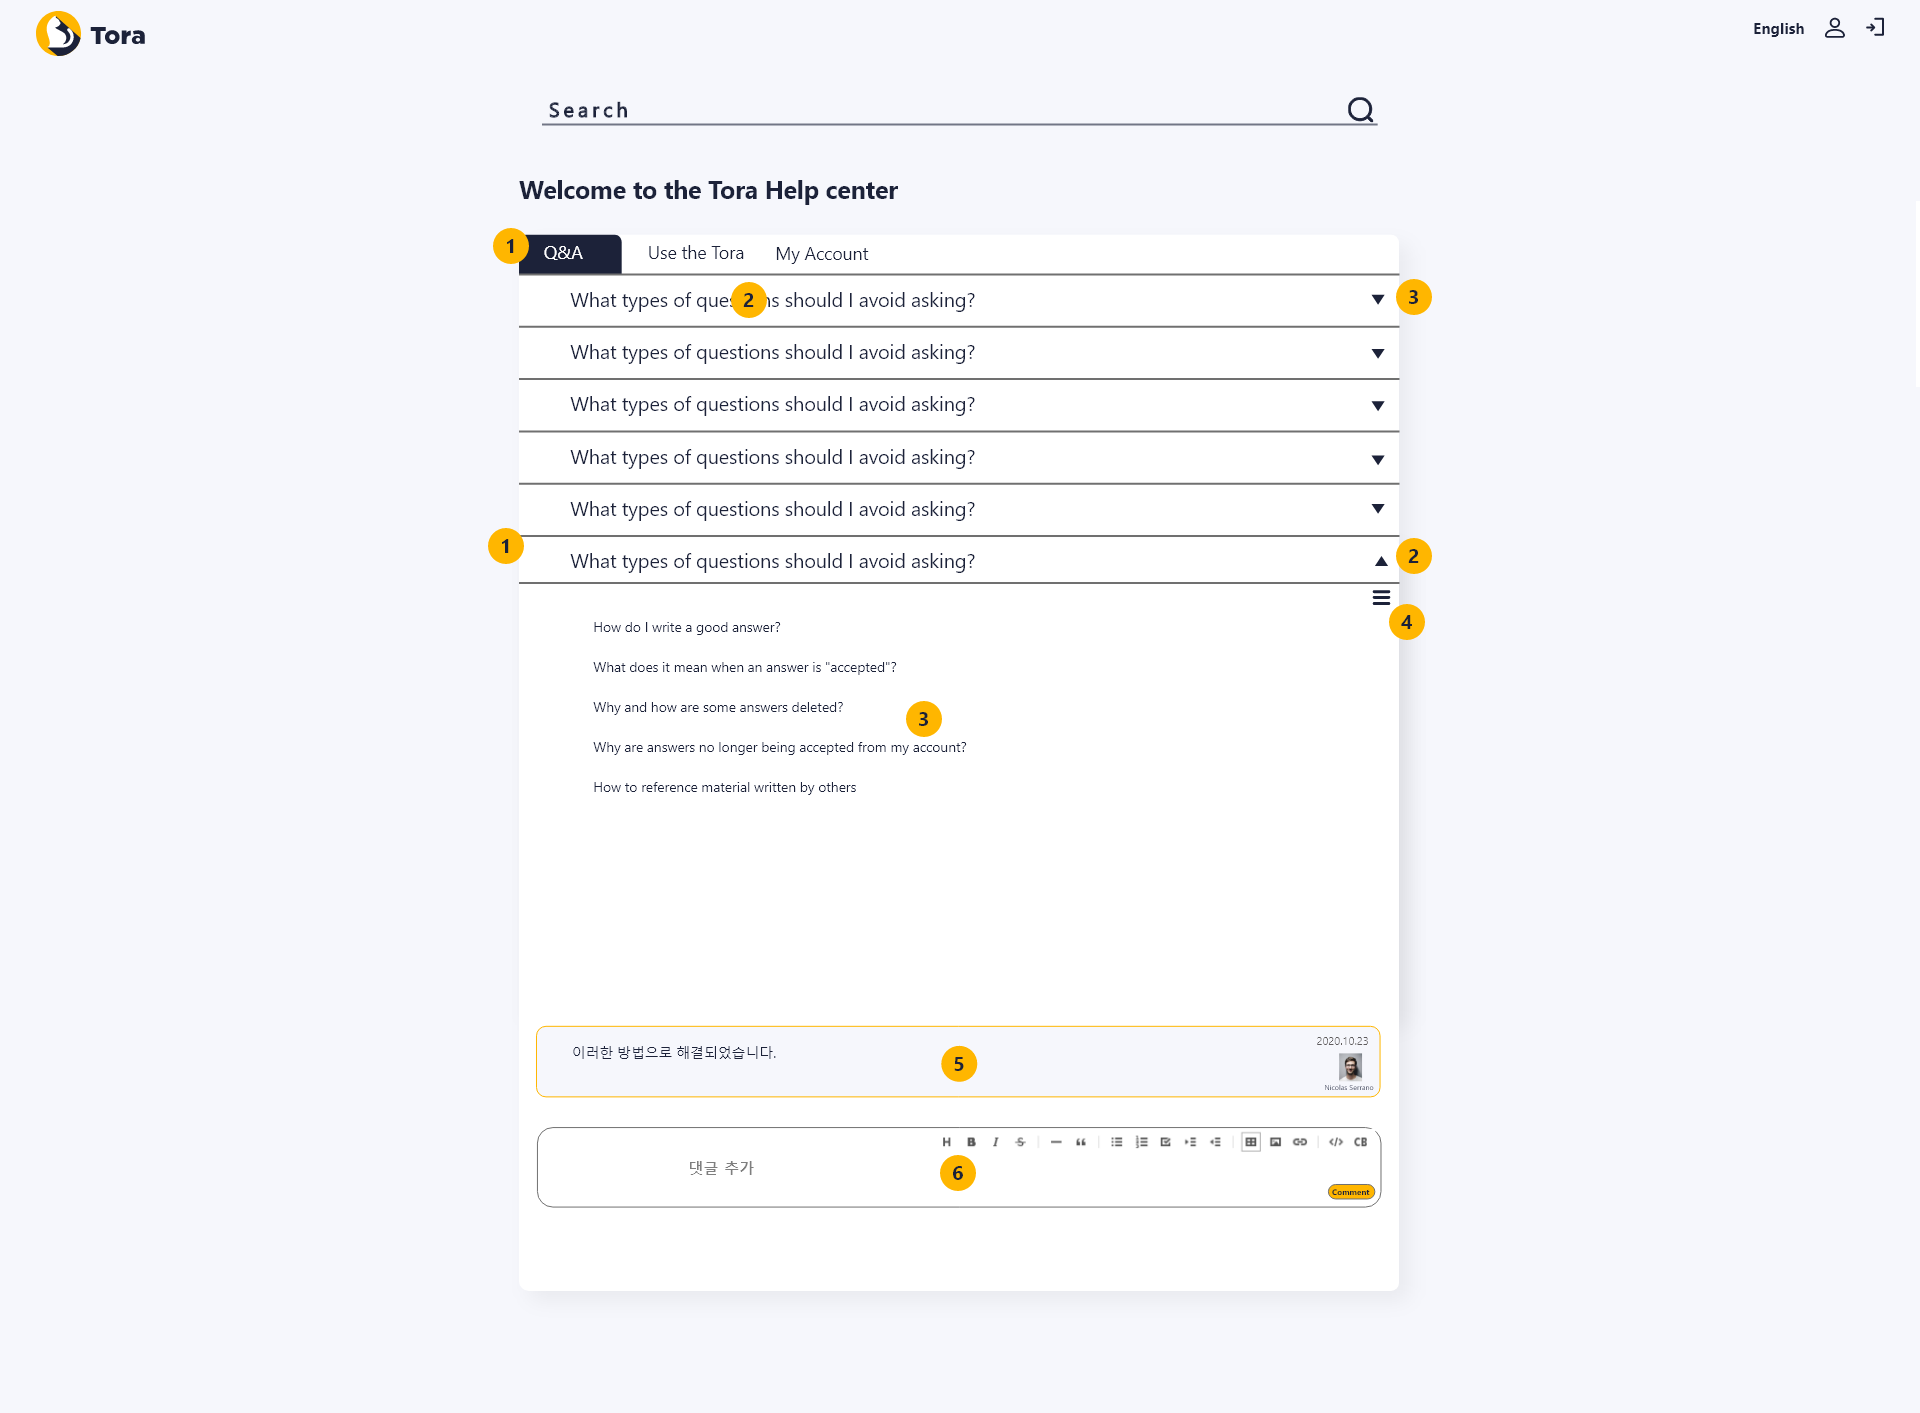 Tora
English
Search
Welcome to the Tora Help center
1
Q&A
Use the Tora
My Account
What types of questions should I avoid asking?
2
3
What types of questions should I avoid asking?
What types of questions should I avoid asking?
What types of questions should I avoid asking?
What types of questions should I avoid asking?
1
What types of questions should I avoid asking?
2
4
How do I write a good answer?
What does it mean when an answer is "accepted"?
Why and how are some answers deleted?
3
Why are answers no longer being accepted from my account?
How to reference material written by others
이러한 방법으로 해결되었습니다.
5
2020.10.23
Nicolas Serrano
H B I S — “ </> CB
댓글 추가
6
Comment